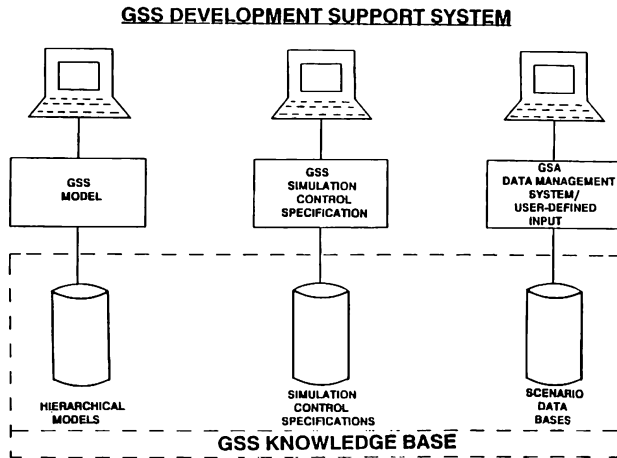 GSS DEVELOPMENT SUPPORT SYSTEM
GSS
MODEL
GSS
SIMULATION
CONTROL
SPECIFICATION
GSA
DATA MANAGEMENT
SYSTEM/
USER-DEFINED
INPUT
HIERARCHICAL
MODELS
SIMULATION
CONTROL
SPECIFICATIONS
SCENARIO
DATA
BASES
GSS KNOWLEDGE BASE